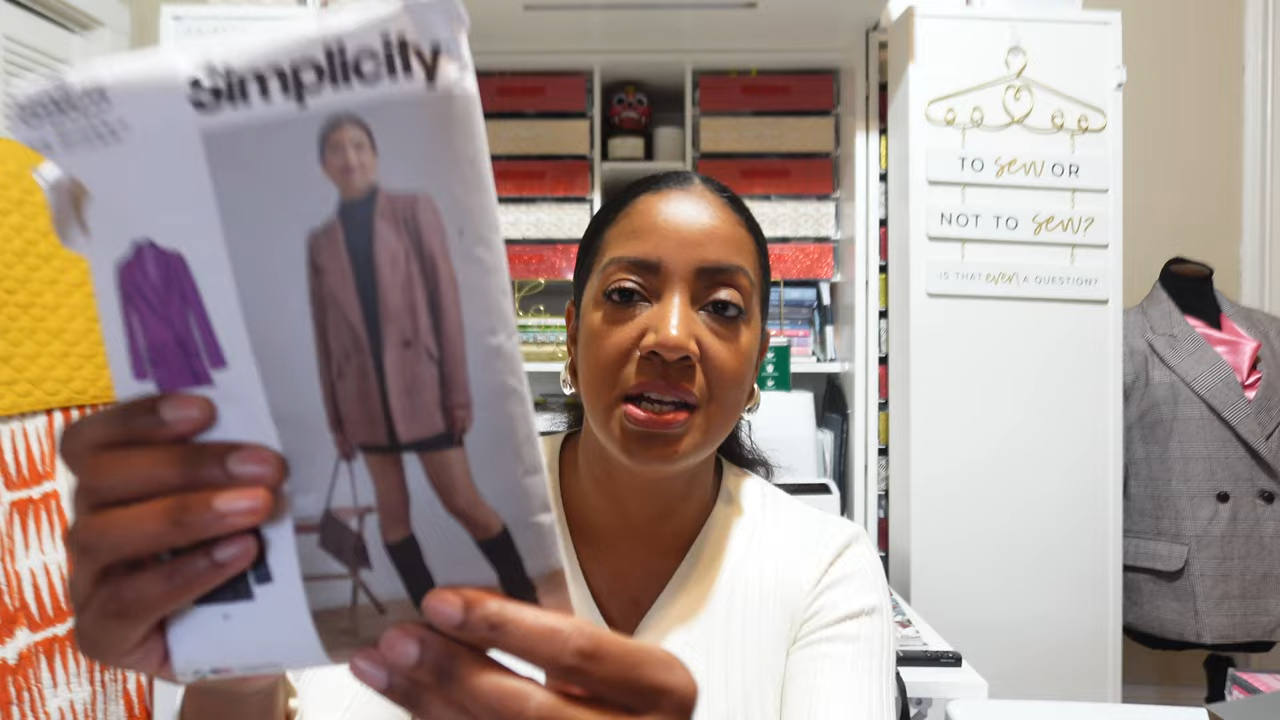 Simplicity
TO sew OR
NOT TO sew?
IS THAT even A QUESTION?